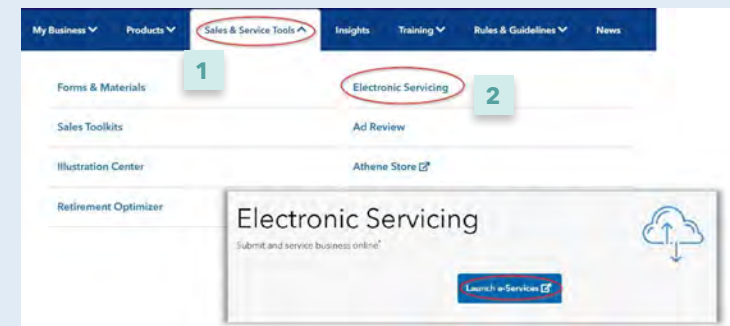 My Business Products Sales & Service Tools Insights Training Rules & Guidelines News
1
Forms & Materials Electronic Servicing
2
Sales Toolkits Ad Review
Illustration Center Athene Store
Retirement Optimizer
Electronic Servicing
Submit and service business online*
Launch e-Services